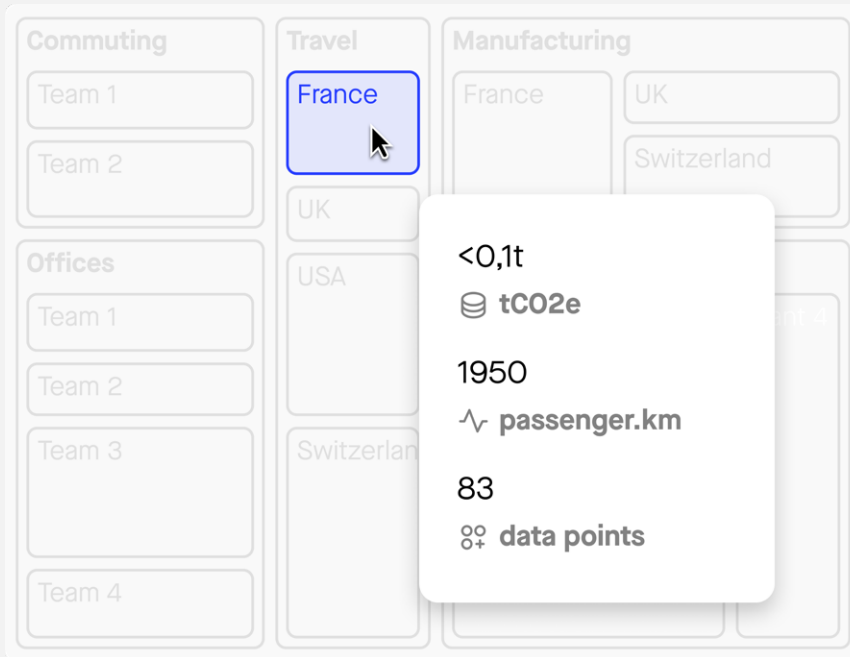 Commuting
Team 1
Team 2
Offices
Team 1
Team 2
Team 3
Team 4
Travel
France
UK
USA
Manufacturing
France
UK
Switzerland
<0,1t
tCO2e
1950
passenger.km
83
data points